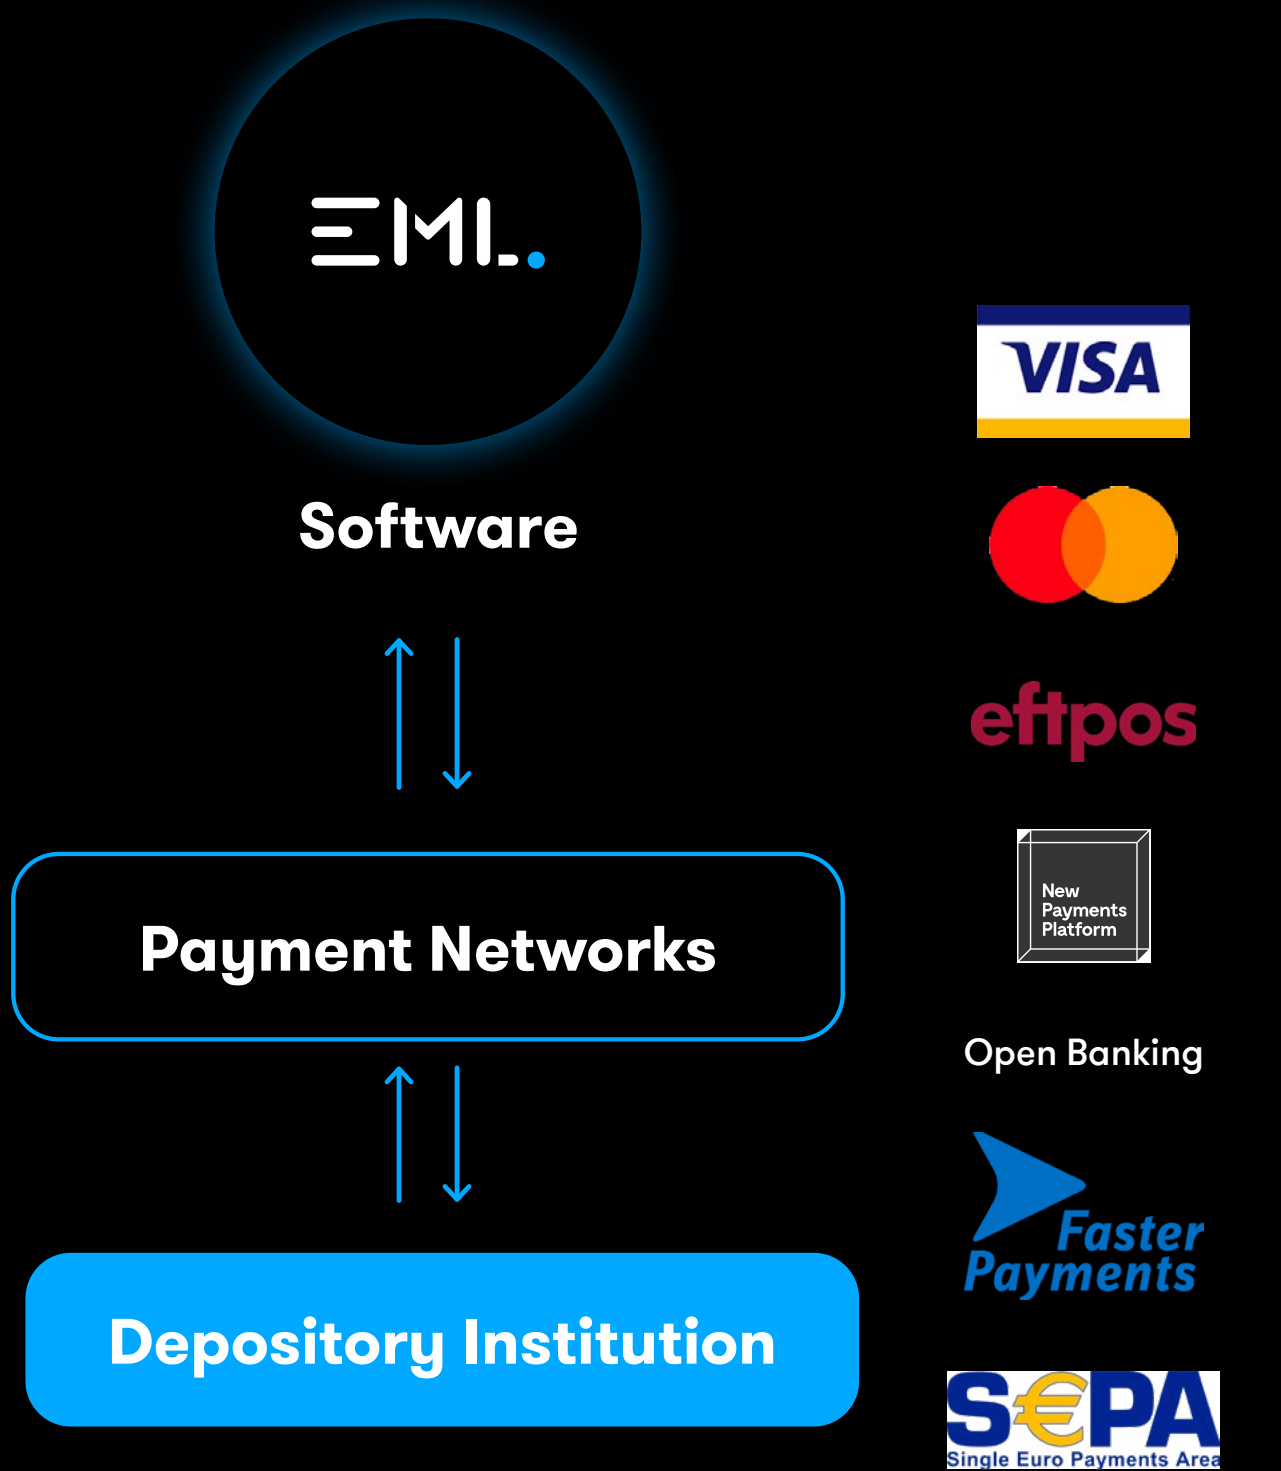 EML.
Software
Payment Networks
Depository Institution
VISA
eftpos
New
Payments
Platform
Open Banking
Faster
Payments
S€PA
Single Euro Payments Area